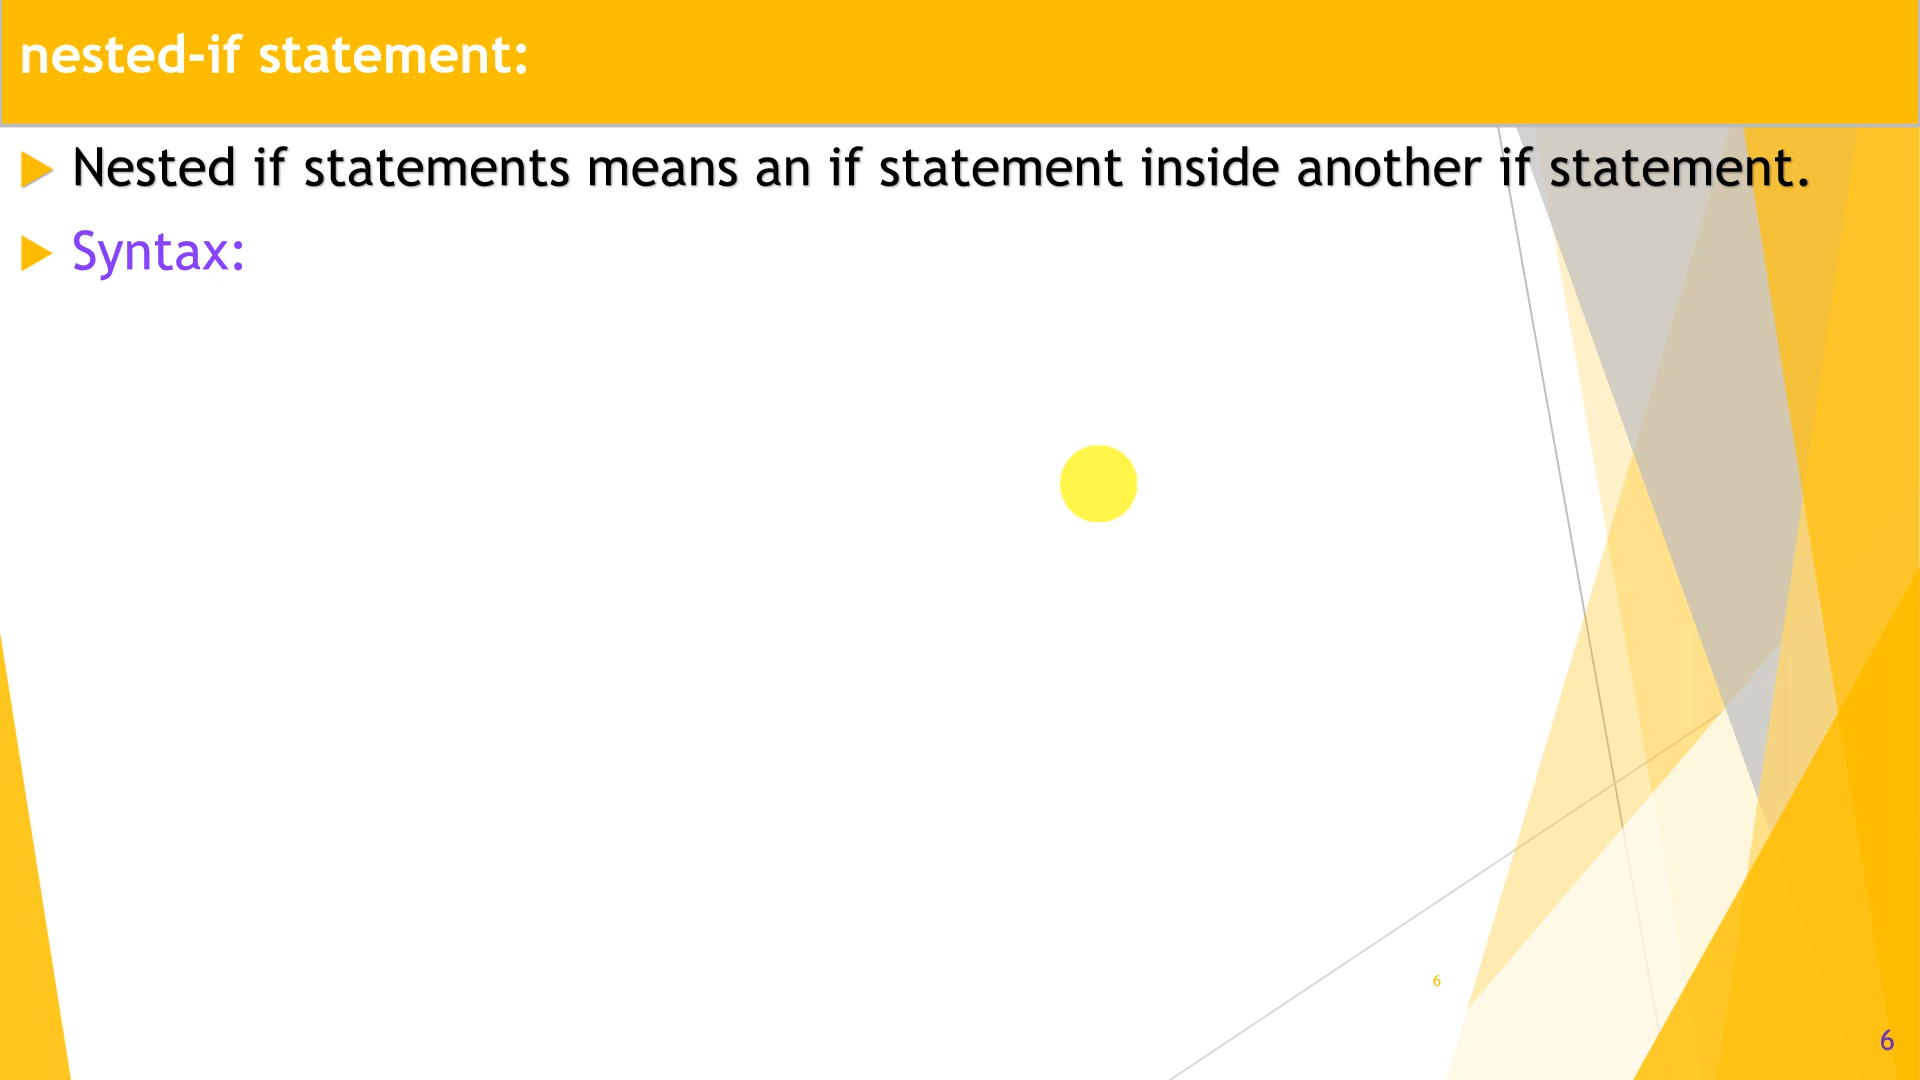 nested-if statement:
Nested if statements means an if statement inside another if statement.
Syntax:
6
6